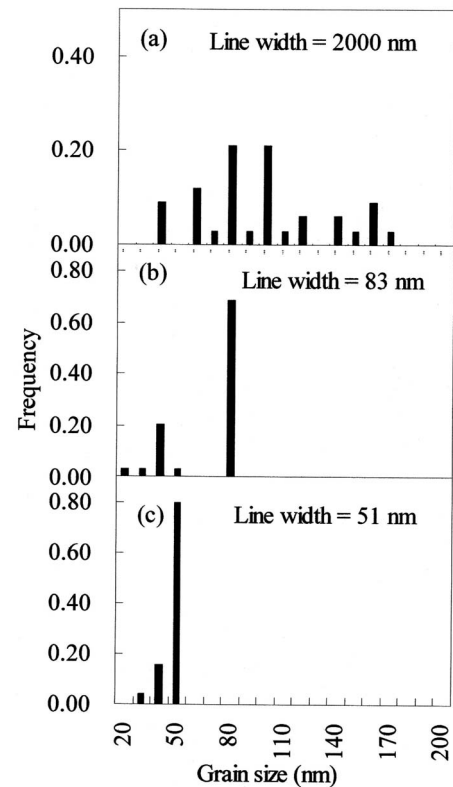 (a) Line width = 2000 nm
0.40
0.20
0.00
(b) Line width = 83 nm
0.80
0.60
0.40
0.20
0.00
(c) Line width = 51 nm
0.80
0.60
0.40
0.20
0.00
Frequency
20 50 80 110 140 170 200
Grain size (nm)